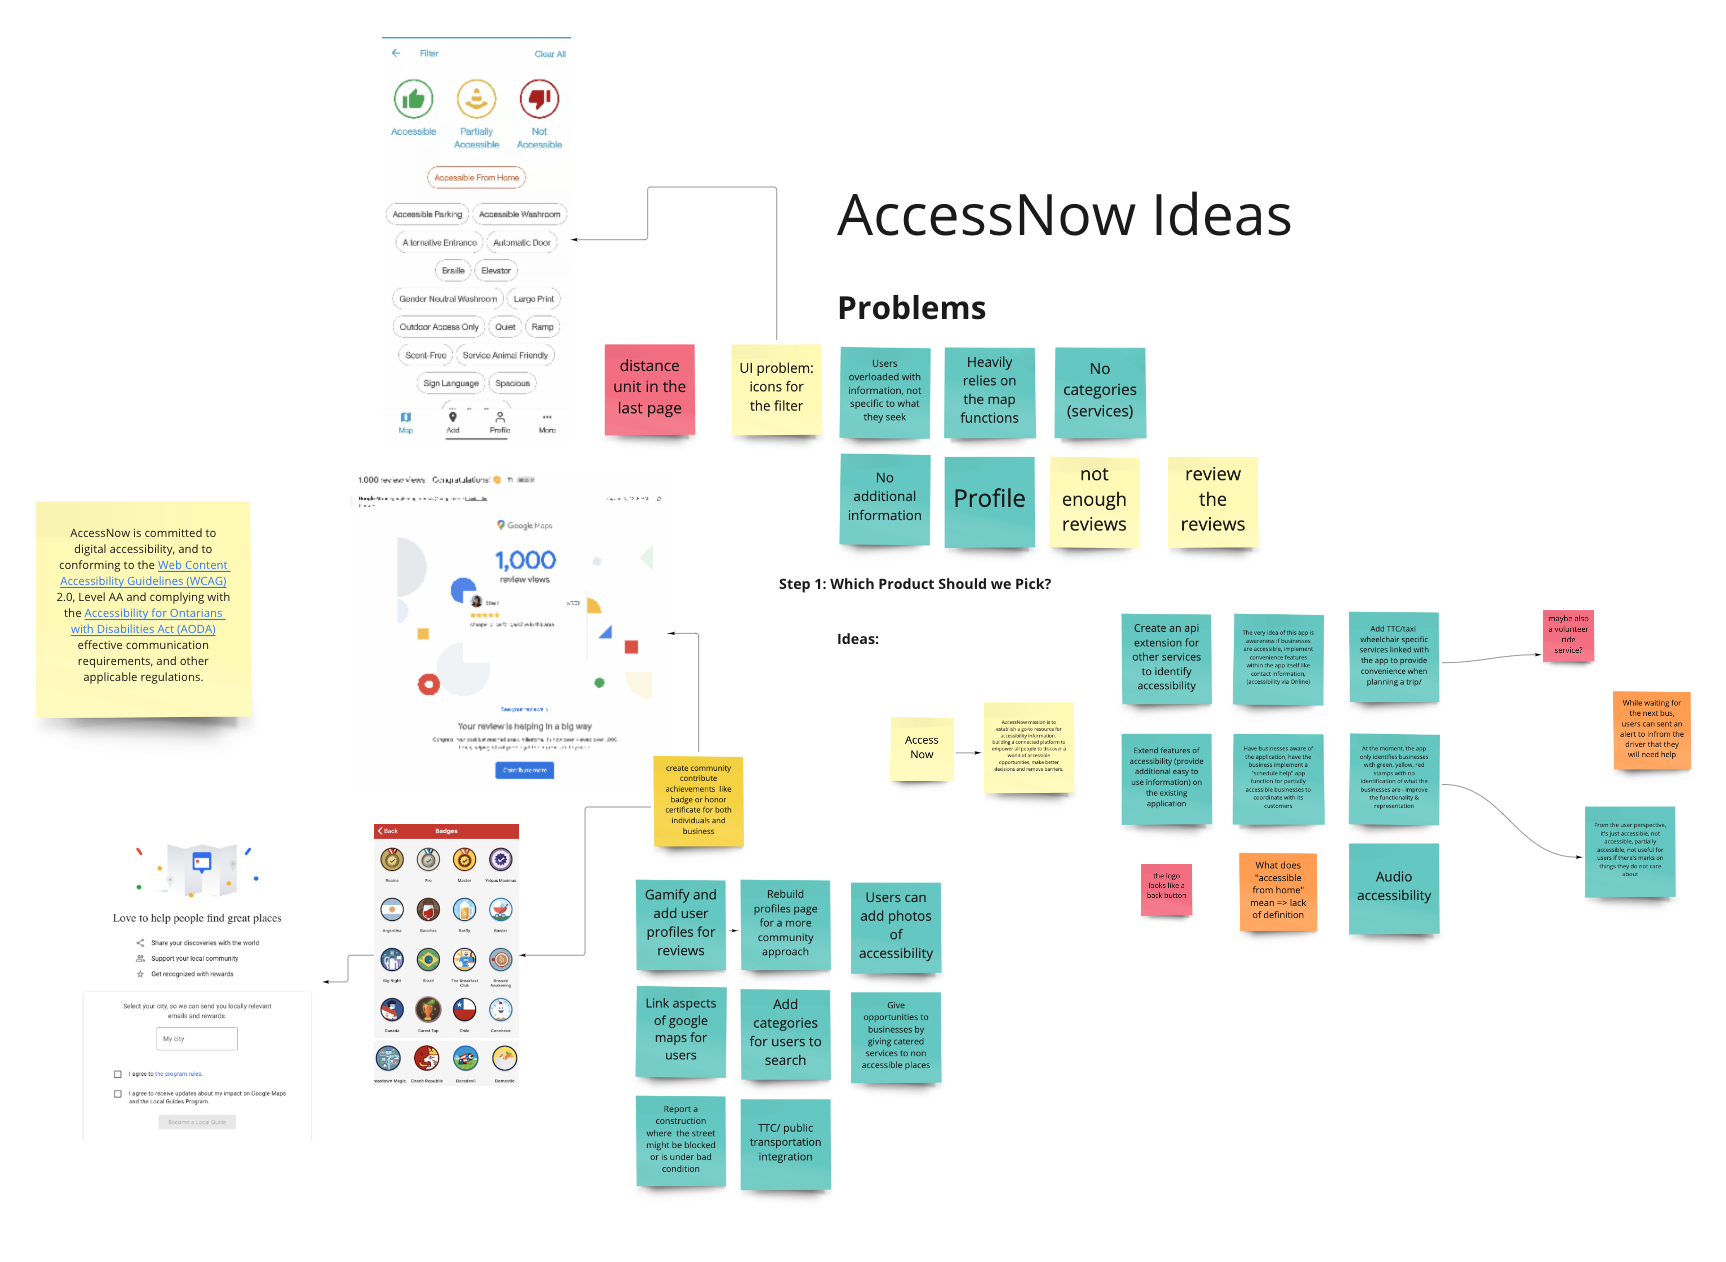 AccessNow Ideas
Problems
distance
unit in the
last page
UI problem:
icons for
the filter
Users
overloaded with
information, not
specific to what
they seek
Heavily
relies on
the map
functions
No
categories
(services)
No
additional
information
Profile
not
enough
reviews
review
the
reviews
Filter
Clear All
Accessible
Partially
Accessible
Not
Accessible
Accessible From Home
Accessible Parking
Accessible Washroom
Alternative Entrance
Automatic Door
Braille
Elevator
Gender Neutral Washroom
Large Print
Outdoor Access Only
Quiet
Ramp
Scent-Free
Service Animal Friendly
Sign Language
Spacious
Map
Add
Profile
More
AccessNow is committed to
digital accessibility, and to
conforming to the Web Content
Accessibility Guidelines (WCAG)
2.0, Level AA and complying with
the Accessibility for Ontarians
with Disabilities Act (AODA)
effective communication
requirements, and other
applicable regulations.
1,000 review views
Congratulations!
Google Maps
1,000
review views
See your reviews
Your review is helping in a big way
Contribute more
Step 1: Which Product Should we Pick?
Ideas:
Access
Now
AccessNow mission is to
establish a go-to resource for
accessibility information,
building a connected platform to
empower all people to discover a
world of accessible
opportunities, make better
decisions and remove barriers.
Create an api
extension for
other services
to identify
accessibility
The very idea of this app is
awareness if businesses
are accessible, implement
convenience features
within the app itself like
contact information,
(accessibility via Online)
Add TTC/taxi
wheelchair specific
services linked with
the app to provide
convenience when
planning a trip/
maybe also
a volunteer
ride
service?
While waiting for
the next bus,
users can sent an
alert to infrom the
driver that they
will need help
Extend features of
accessibility (provide
additional easy to
use information) on
the existing
application
Have businesses aware of
the application, have the
business implement a
"schedule help" app
function for partially
accessible businesses to
coordinate with its
customers
At the moment, the app
only identifies businesses
with green, yellow, red
stamps with no
identification of what the
businesses are - improve
the functionality &
representation
From the user perspective,
it's just accessible, not
accessible, partially
accessible, not useful for
users if there's marks on
things they do not care
about
the logo
looks like a
back button
What does
"accessible
from home"
mean => lack
of definition
Audio
accessibility
create community
contribute
achievements like
badge or honor
certificate for both
individuals and
business
Gamify and
add user
profiles for
reviews
Rebuild
profiles page
for a more
community
approach
Users can
add photos
of
accessibility
Link aspects
of google
maps for
users
Add
categories
for users to
search
Give
opportunities to
businesses by
giving catered
services to non
accessible places
Report a
construction
where the street
might be blocked
or is under bad
condition
TTC/ public
transportation
integration
Back
Badges
Pro
Master
Argentina
Bacchus
Barfly
Big Night
Brazil
The Breakfast
Club
Brewed
Awakening
Canada
Carrot Top
Chile
Conehead
Czech Republic
Daredevil
Love to help people find great places
Share your discoveries with the world
Support your local community
Get recognized with rewards
Select your city, so we can send you locally relevant
emails and rewards.
My city
I agree to the program rules.
I agree to receive updates about my impact on Google Maps
and the Local Guides Program.
Become a Local Guide